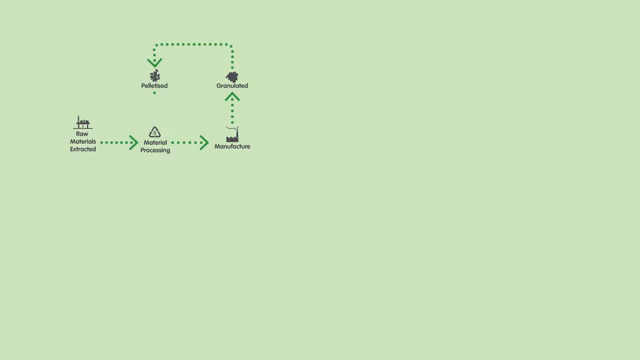 Pelletised
Granulated
Raw
Materials
Extracted
Material
Processing
Manufacture